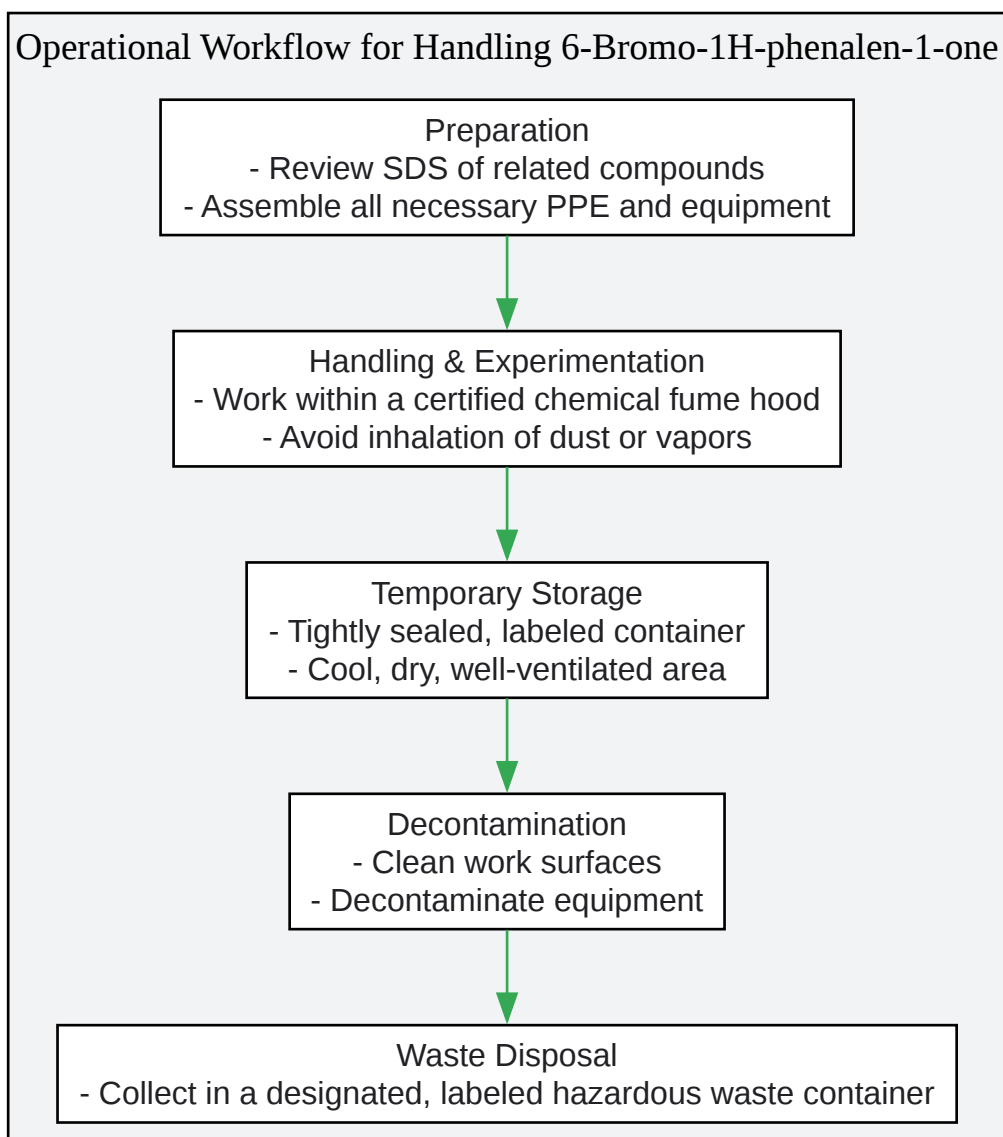 Operational Workflow for Handling 6-Bromo-1H-phenalen-1-one
Preparation
- Review SDS of related compounds
- Assemble all necessary PPE and equipment
Handling & Experimentation
- Work within a certified chemical fume hood
- Avoid inhalation of dust or vapors
Temporary Storage
- Tightly sealed, labeled container
- Cool, dry, well-ventilated area
Decontamination
- Clean work surfaces
- Decontaminate equipment
Waste Disposal
- Collect in a designated, labeled hazardous waste container